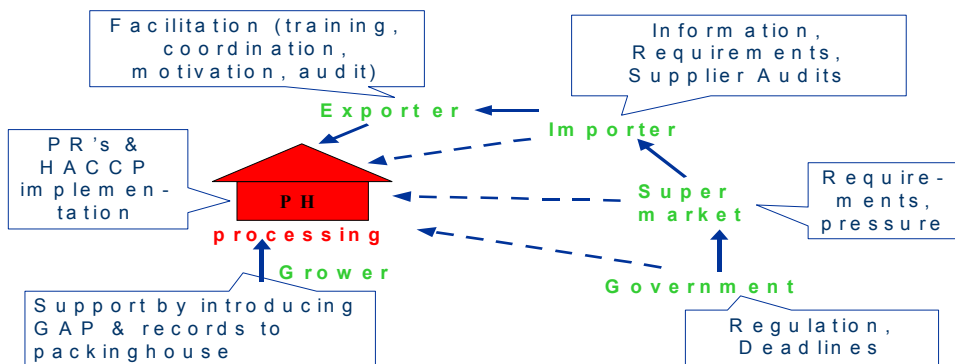 Facilitation (training,
coordination,
motivation, audit)
Information,
Requirements,
Supplier Audits
Exporter
Importer
PR's &
HACCP
implemen-
tation
PH
processing
Super
market
Require-
ments,
pressure
Grower
Government
Support by introducing
GAP & records to
packinghouse
Regulation,
Deadlines